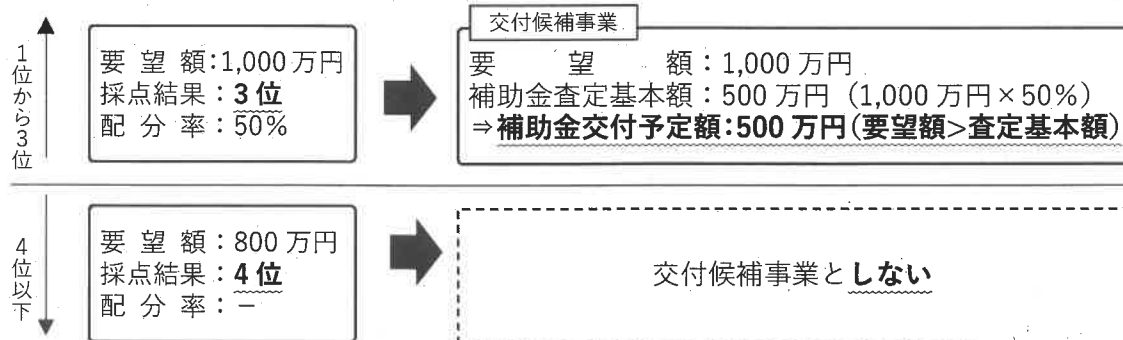 1位から3位
要望額:1,000万円
採点結果:3位
配分率:50%
交付候補事業
要望額:1,000万円
補助金査定基本額:500万円(1,000万円×50%)
⇒補助金交付予定額:500万円(要望額>査定基本額)
4位以下
要望額:800万円
採点結果:4位
配分率:－
交付候補事業としない